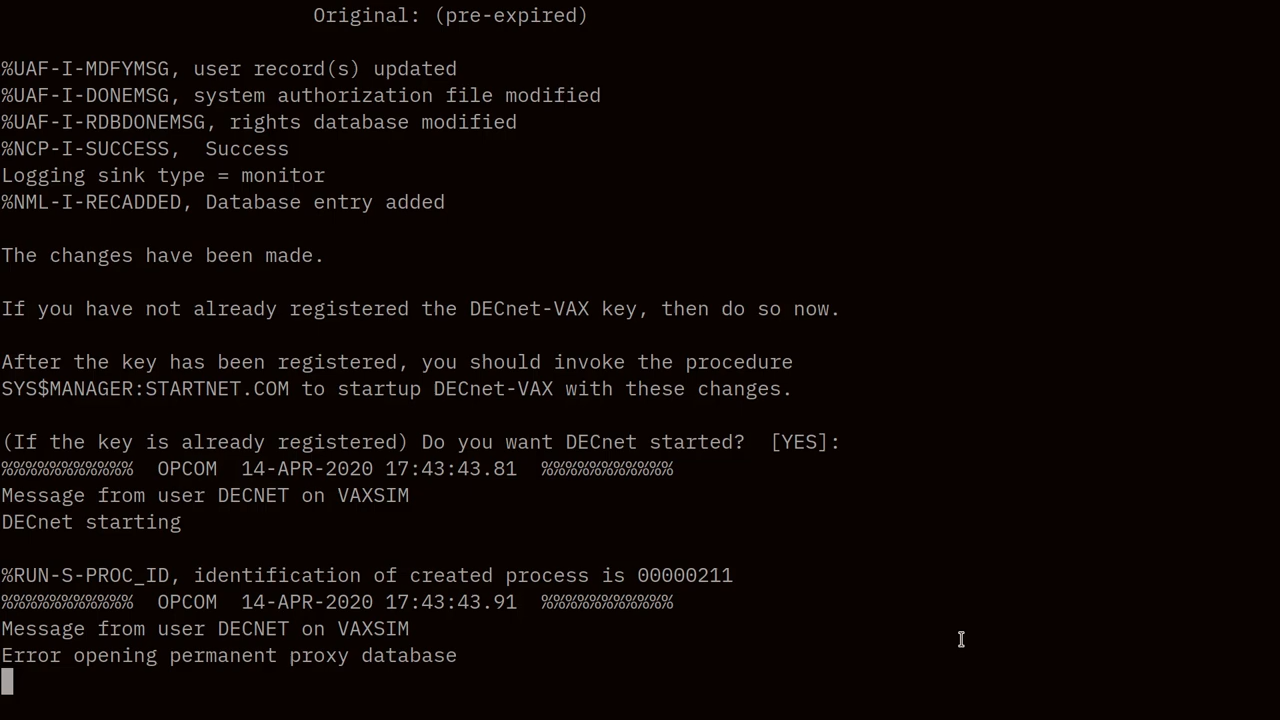 Original: (pre-expired)
%UAF-I-MDFYMSG, user record(s) updated
%UAF-I-DONEMSG, system authorization file modified
%UAF-I-RDBDONEMSG, rights database modified
%NCP-I-SUCCESS,  Success
Logging sink type = monitor
%NML-I-RECADDED, Database entry added
The changes have been made.
If you have not already registered the DECnet-VAX key, then do so now.
After the key has been registered, you should invoke the procedure
SYS$MANAGER:STARTNET.COM to startup DECnet-VAX with these changes.
(If the key is already registered) Do you want DECnet started?  [YES]:
%%%%%%%%%%%  OPCOM  14-APR-2020 17:43:43.81  %%%%%%%%%%%
Message from user DECNET on VAXSIM
DECnet starting
%RUN-S-PROC_ID, identification of created process is 00000211
%%%%%%%%%%%  OPCOM  14-APR-2020 17:43:43.91  %%%%%%%%%%%
Message from user DECNET on VAXSIM
Error opening permanent proxy database